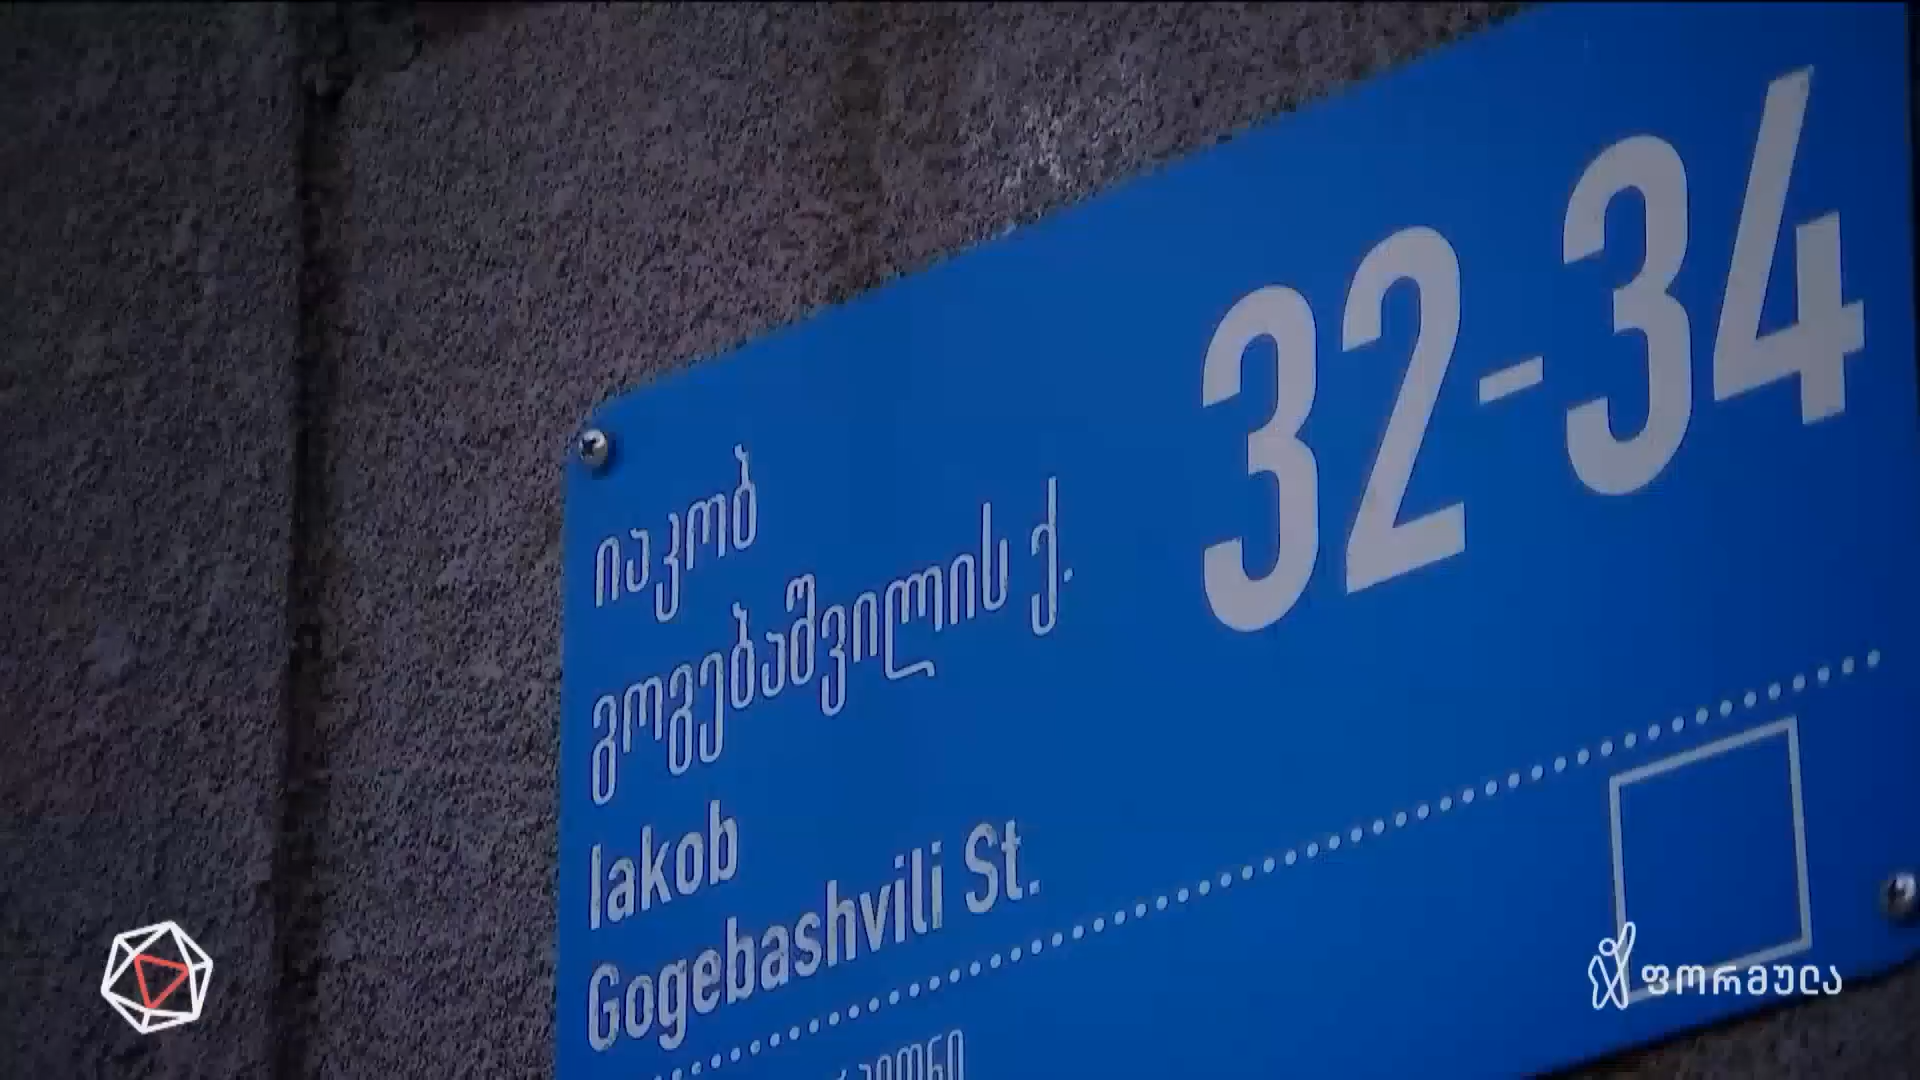 იაკობ
გოგებაშვილის ქ.
32-34
Iakob
Gogebashvili St.
ფორმულა